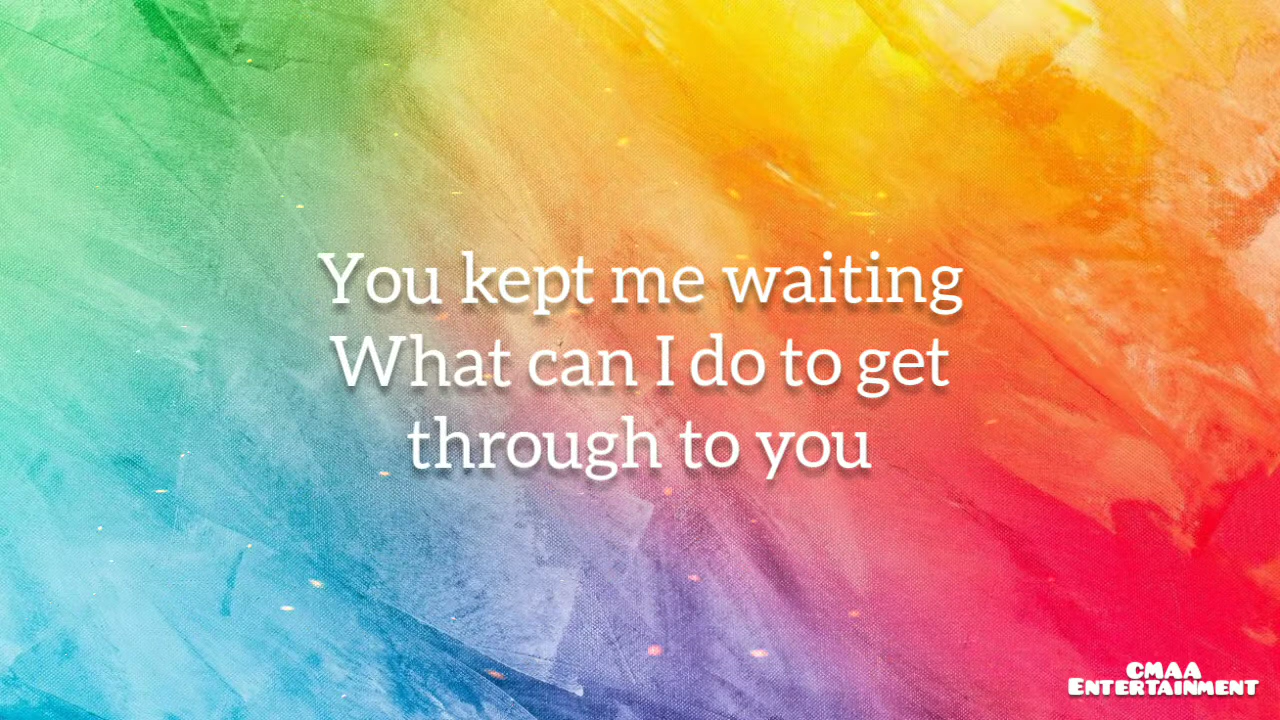 You kept me waiting
What can I do to get
through to you
CMAA
ENTERTAINMENT